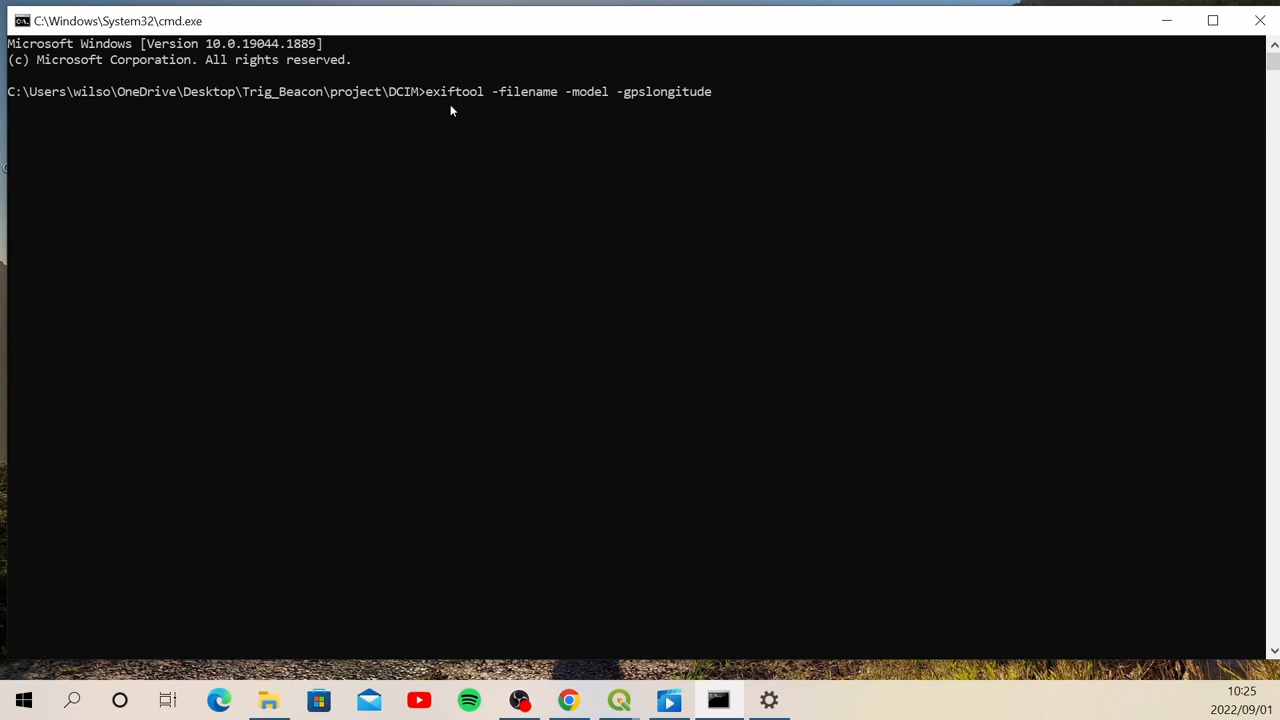 C:\Windows\System32\cmd.exe
Microsoft Windows [Version 10.0.19044.1889]
(c) Microsoft Corporation. All rights reserved.
C:\Users\wilso\OneDrive\Desktop\Trig_Beacon\project\DCIM>exiftool -filename -model -gpslongitude
10:25
2022/09/01